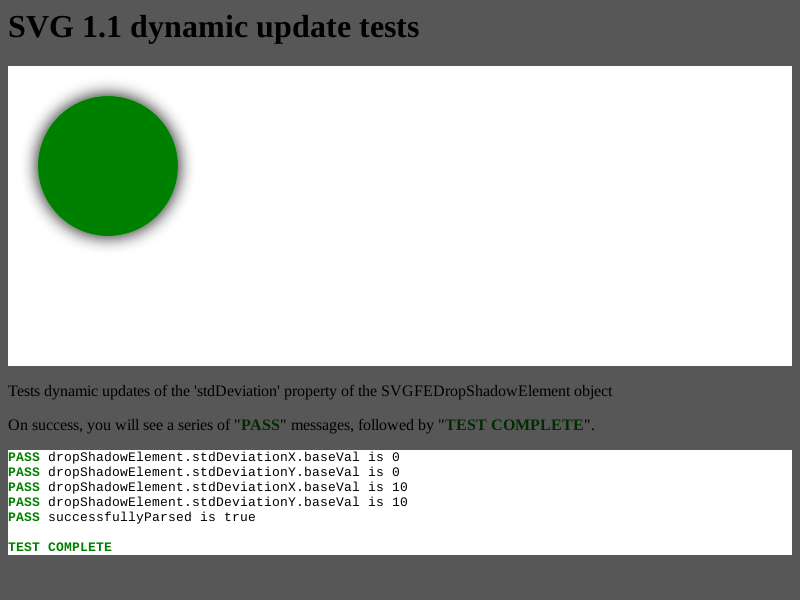 SVG 1.1 dynamic update tests
Tests dynamic updates of the 'stdDeviation' property of the SVGFEDropShadowElement object
On success, you will see a series of "PASS" messages, followed by "TEST COMPLETE".
PASS dropShadowElement.stdDeviationX.baseVal is 0
PASS dropShadowElement.stdDeviationY.baseVal is 0
PASS dropShadowElement.stdDeviationX.baseVal is 10
PASS dropShadowElement.stdDeviationY.baseVal is 10
PASS successfullyParsed is true
TEST COMPLETE